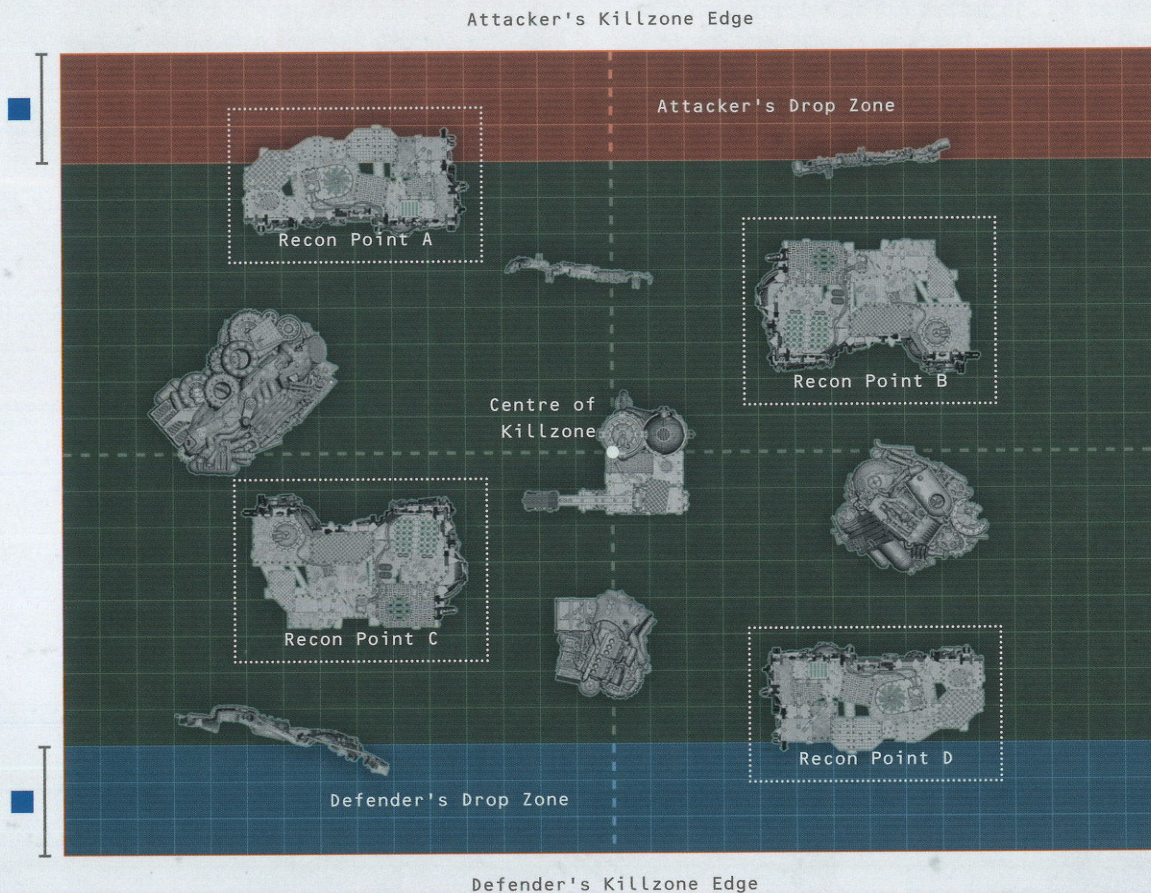 Attacker's Killzone Edge
Attacker's Drop Zone
Recon Point A
Recon Point B
Centre of
Killzone
Recon Point C
Recon Point D
Defender's Drop Zone
Defender's Killzone Edge